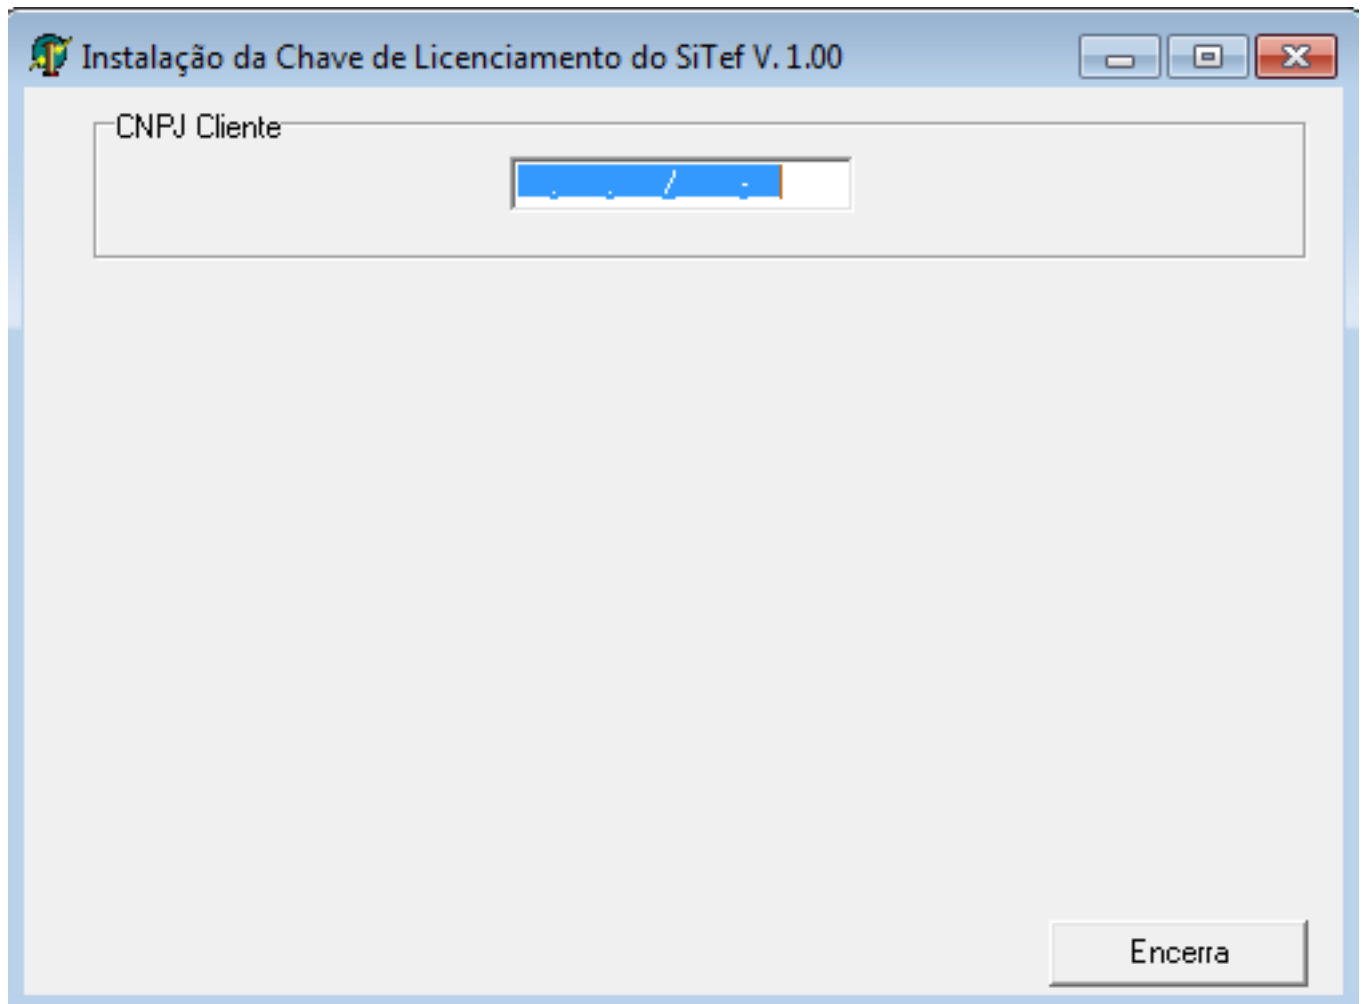 Instalação da Chave de Licenciamento do SiTef V. 1.00
CNPJ Cliente
. . / -
Encerra